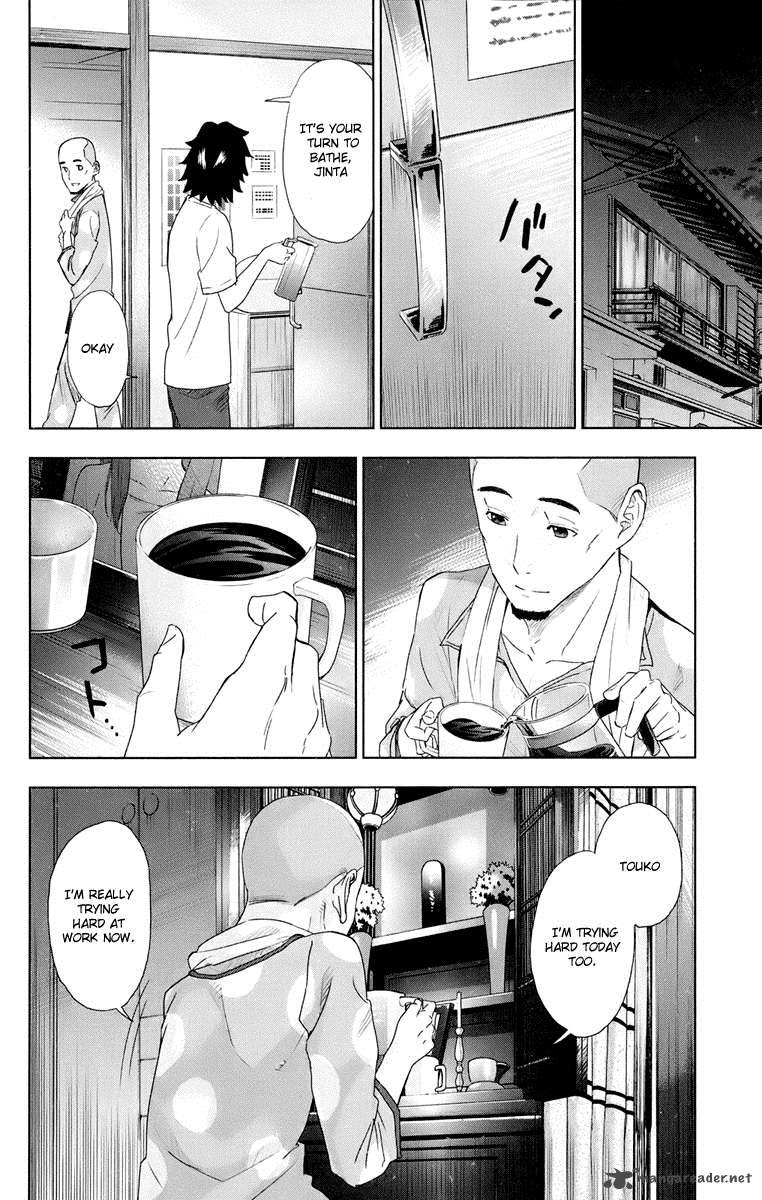 バタン
IT'S YOUR
TURN TO
BATHE,
JINTA
OKAY
コト…
TOUKO
I'M TRYING
HARD TODAY
TOO.
I'M REALLY
TRYING
HARD AT
WORK NOW.
mangareader.net